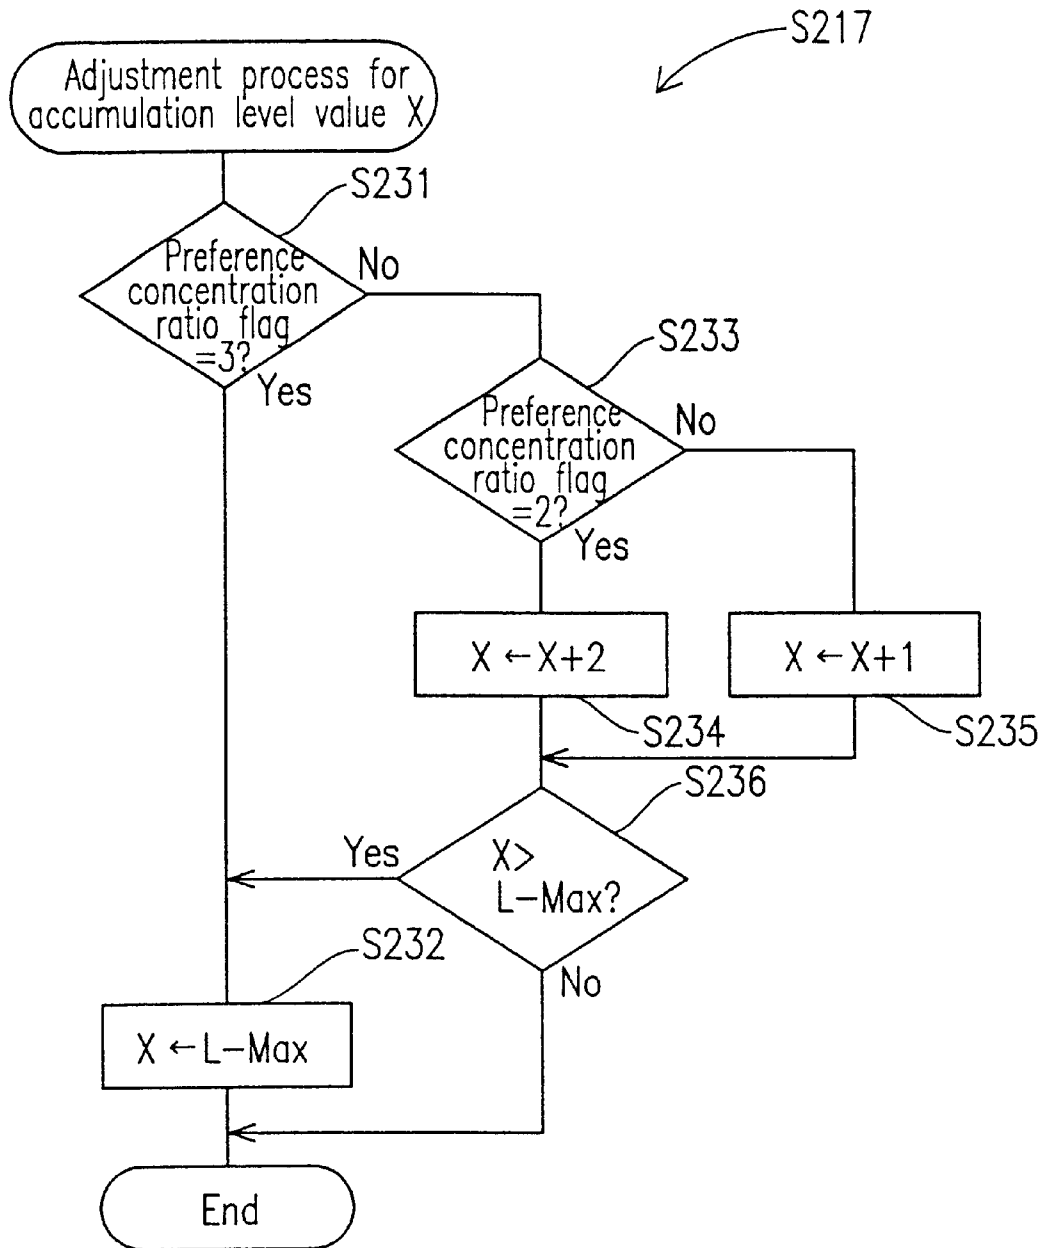 S217
Adjustment process for
accumulation level value X
S231
Preference
concentration
ratio flag
=3?
No
Yes
S233
Preference
concentration
ratio flag
=2?
No
Yes
X ← X+2
X ← X+1
S234
S235
S236
X>
L-Max?
Yes
No
S232
X ← L-Max
End